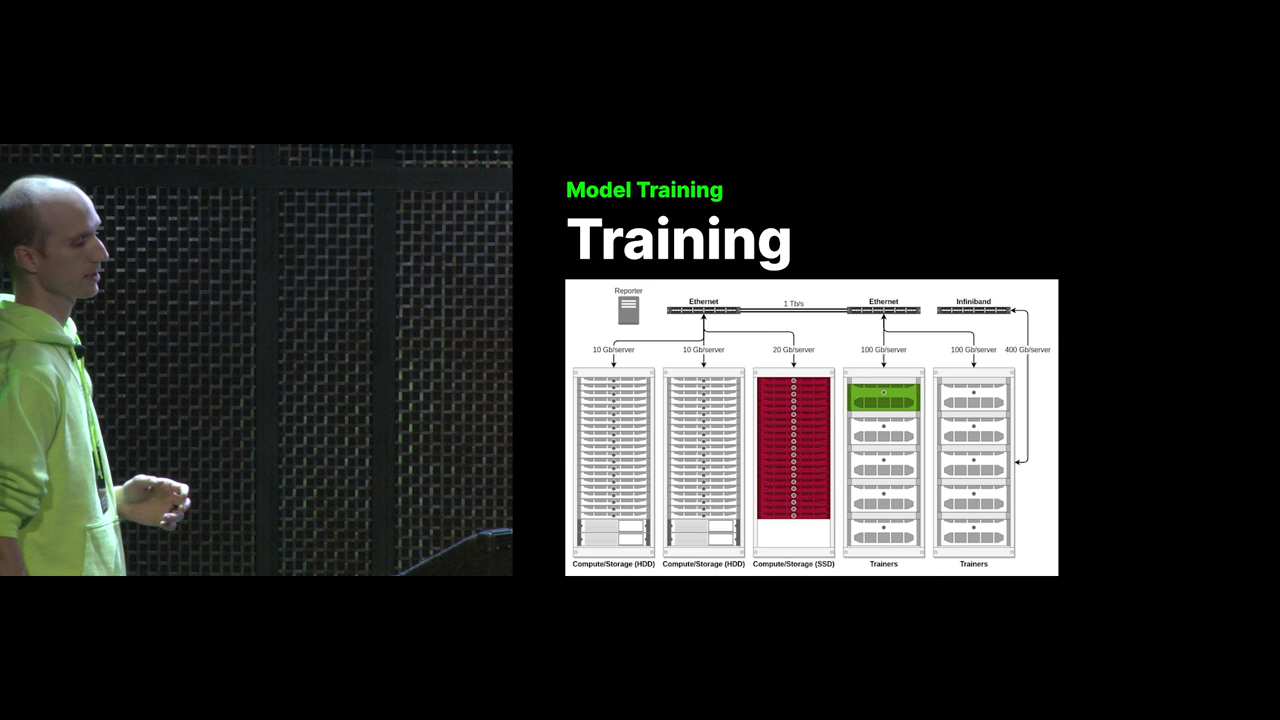 Model Training
Training
Reporter
Ethernet
1 Tb/s
Ethernet
Infiniband
10 Gb/server
10 Gb/server
20 Gb/server
100 Gb/server
100 Gb/server
400 Gb/server
Compute/Storage (HDD)
Compute/Storage (HDD)
Compute/Storage (SSD)
Trainers
Trainers